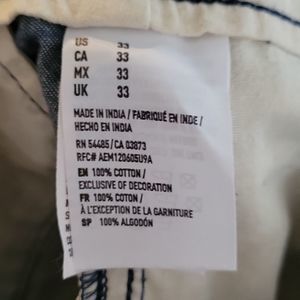 US 33
CA 33
MX 33
UK 33
MADE IN INDIA / FABRIQUÉ EN INDE /
HECHO EN INDIA
RN 54485 / CA 03873
RFC# AEM120605U9A
EN 100% COTTON /
EXCLUSIVE OF DECORATION
FR 100% COTON /
À L'EXCEPTION DE LA GARNITURE
SP 100% ALGODÓN